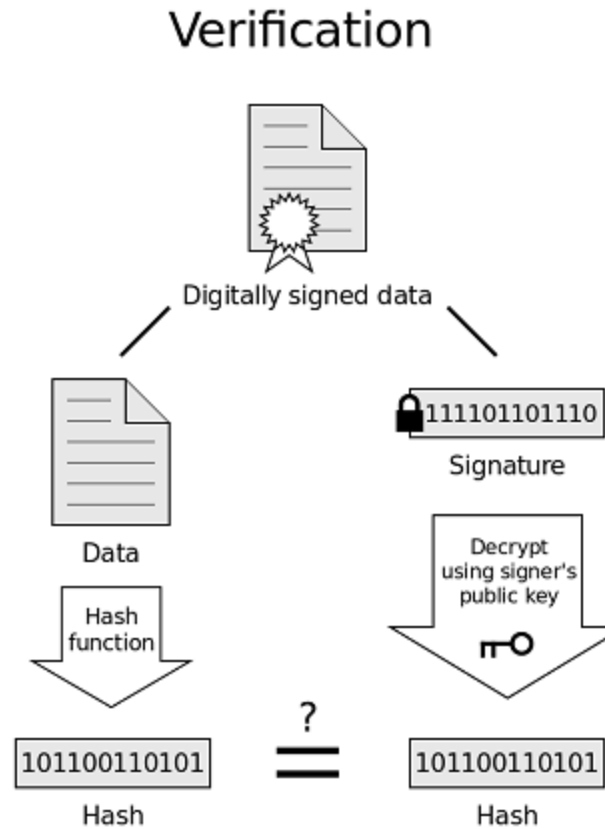 Verification
Digitally signed data
111101101110
Signature
Data
Decrypt
using signer's
public key
Hash
function
?
101100110101
101100110101
Hash
Hash